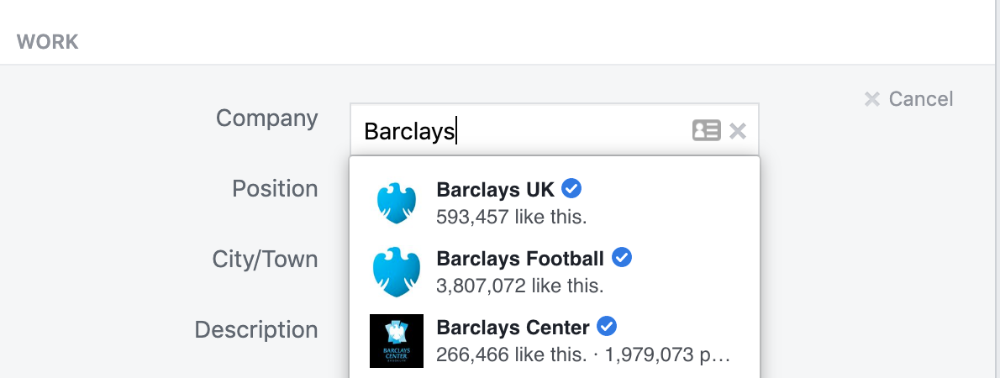 WORK
Cancel
Company
Barclays
Position
Barclays UK
593,457 like this.
City/Town
Barclays Football
3,807,072 like this.
Description
Barclays Center
266,466 like this. · 1,979,073 p…
BARCLAYS
CENTER